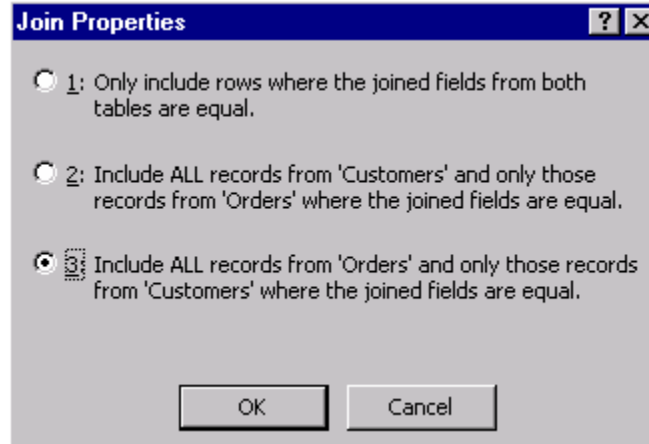 Join Properties
1: Only include rows where the joined fields from both
tables are equal.
2: Include ALL records from 'Customers' and only those
records from 'Orders' where the joined fields are equal.
3: Include ALL records from 'Orders' and only those records
from 'Customers' where the joined fields are equal.
OK Cancel